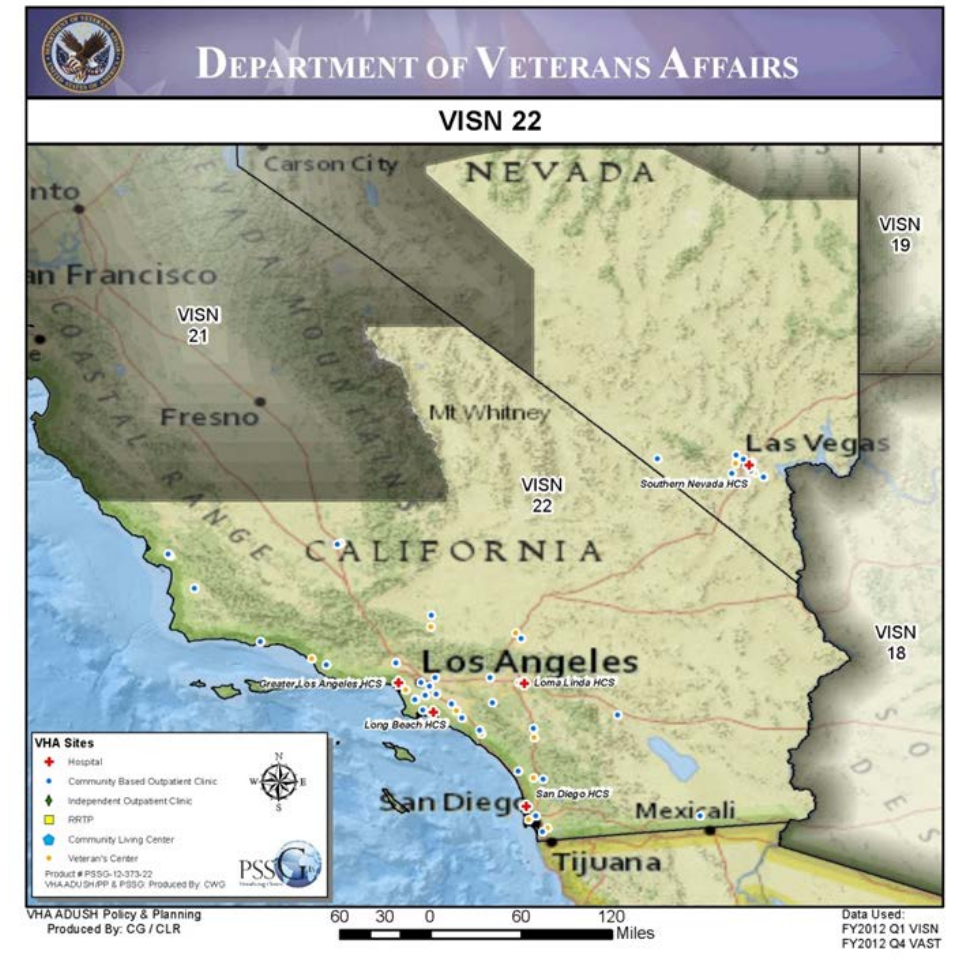 DEPARTMENT OF VETERANS AFFAIRS
VISN 22
Carson City
NEVADA
nto
an Francisco
VISN
19
VISN
21
NEVADA MOUNTAINS
COASTAL RANGE
e
Fresno
Mt Whitney
Las Vegas
Southern Nevada HCS
VISN
22
CALIFORNIA
VISN
18
Los Angeles
Greater Los Angeles HCS
Loma Linda HCS
Long Beach HCS
San Diego HCS
San Diego
Mexicali
Tijuana
VHA Sites
Hospital
Community Based Outpatient Clinic
Independent Outpatient Clinic
RRTP
Community Living Center
Veteran's Center
N
W
E
S
PSSG
Product # PSSG-12-373-22
VHA ADUSH/PP & PSSG: Produced By: CWG
VHA ADUSH Policy & Planning
Produced By: CG / CLR
60 30 0 60 120
Miles
Data Used:
FY2012 Q1 VISN
FY2012 Q4 VAST